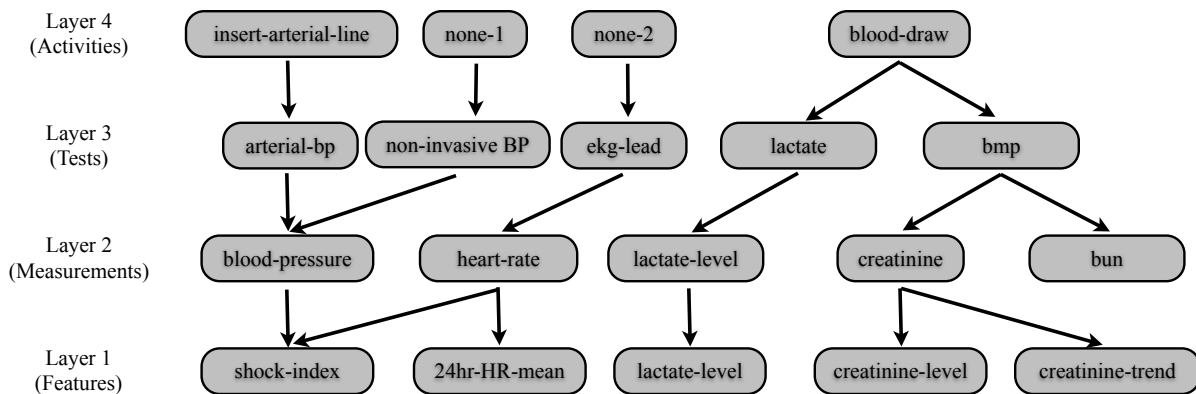 Layer 4
(Activities)
insert-arterial-line
none-1
none-2
blood-draw
Layer 3
(Tests)
arterial-bp
non-invasive BP
ekg-lead
lactate
bmp
Layer 2
(Measurements)
blood-pressure
heart-rate
lactate-level
creatinine
bun
Layer 1
(Features)
shock-index
24hr-HR-mean
lactate-level
creatinine-level
creatinine-trend